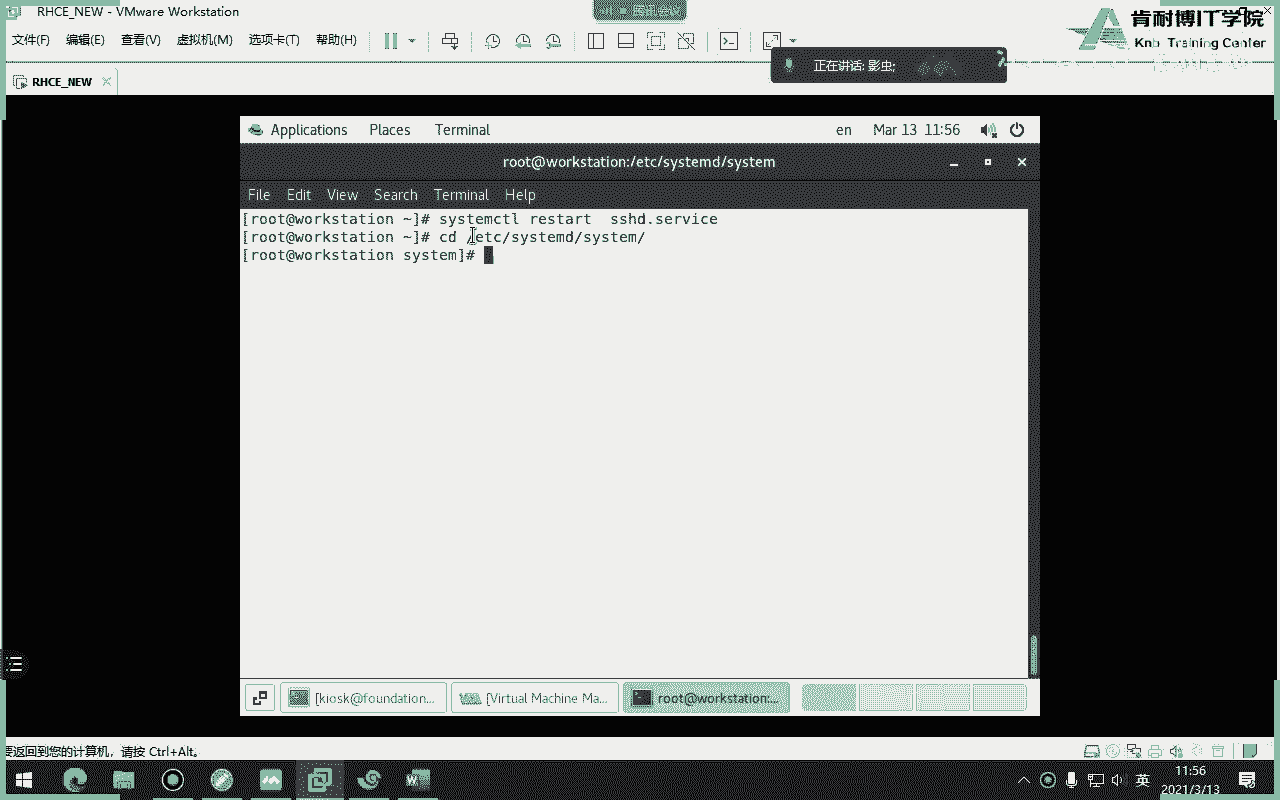 RHCE_NEW - VMware Workstation
肯耐博IT学院
Knb Training Center
文件(F) 编辑(E) 查看(V) 虚拟机(M) 选项卡(T) 帮助(H)
正在讲话: 影虫;
RHCE_NEW
Applications Places Terminal en Mar 13 11:56
root@workstation:/etc/systemd/system
File Edit View Search Terminal Help
[root@workstation ~]# systemctl restart  sshd.service
[root@workstation ~]# cd /etc/systemd/system/
[root@workstation system]#
[kiosk@foundation... [Virtual Machine Ma... root@workstation:...
要返回到您的计算机，请按 Ctrl+Alt。
英
11:56
2021/3/13